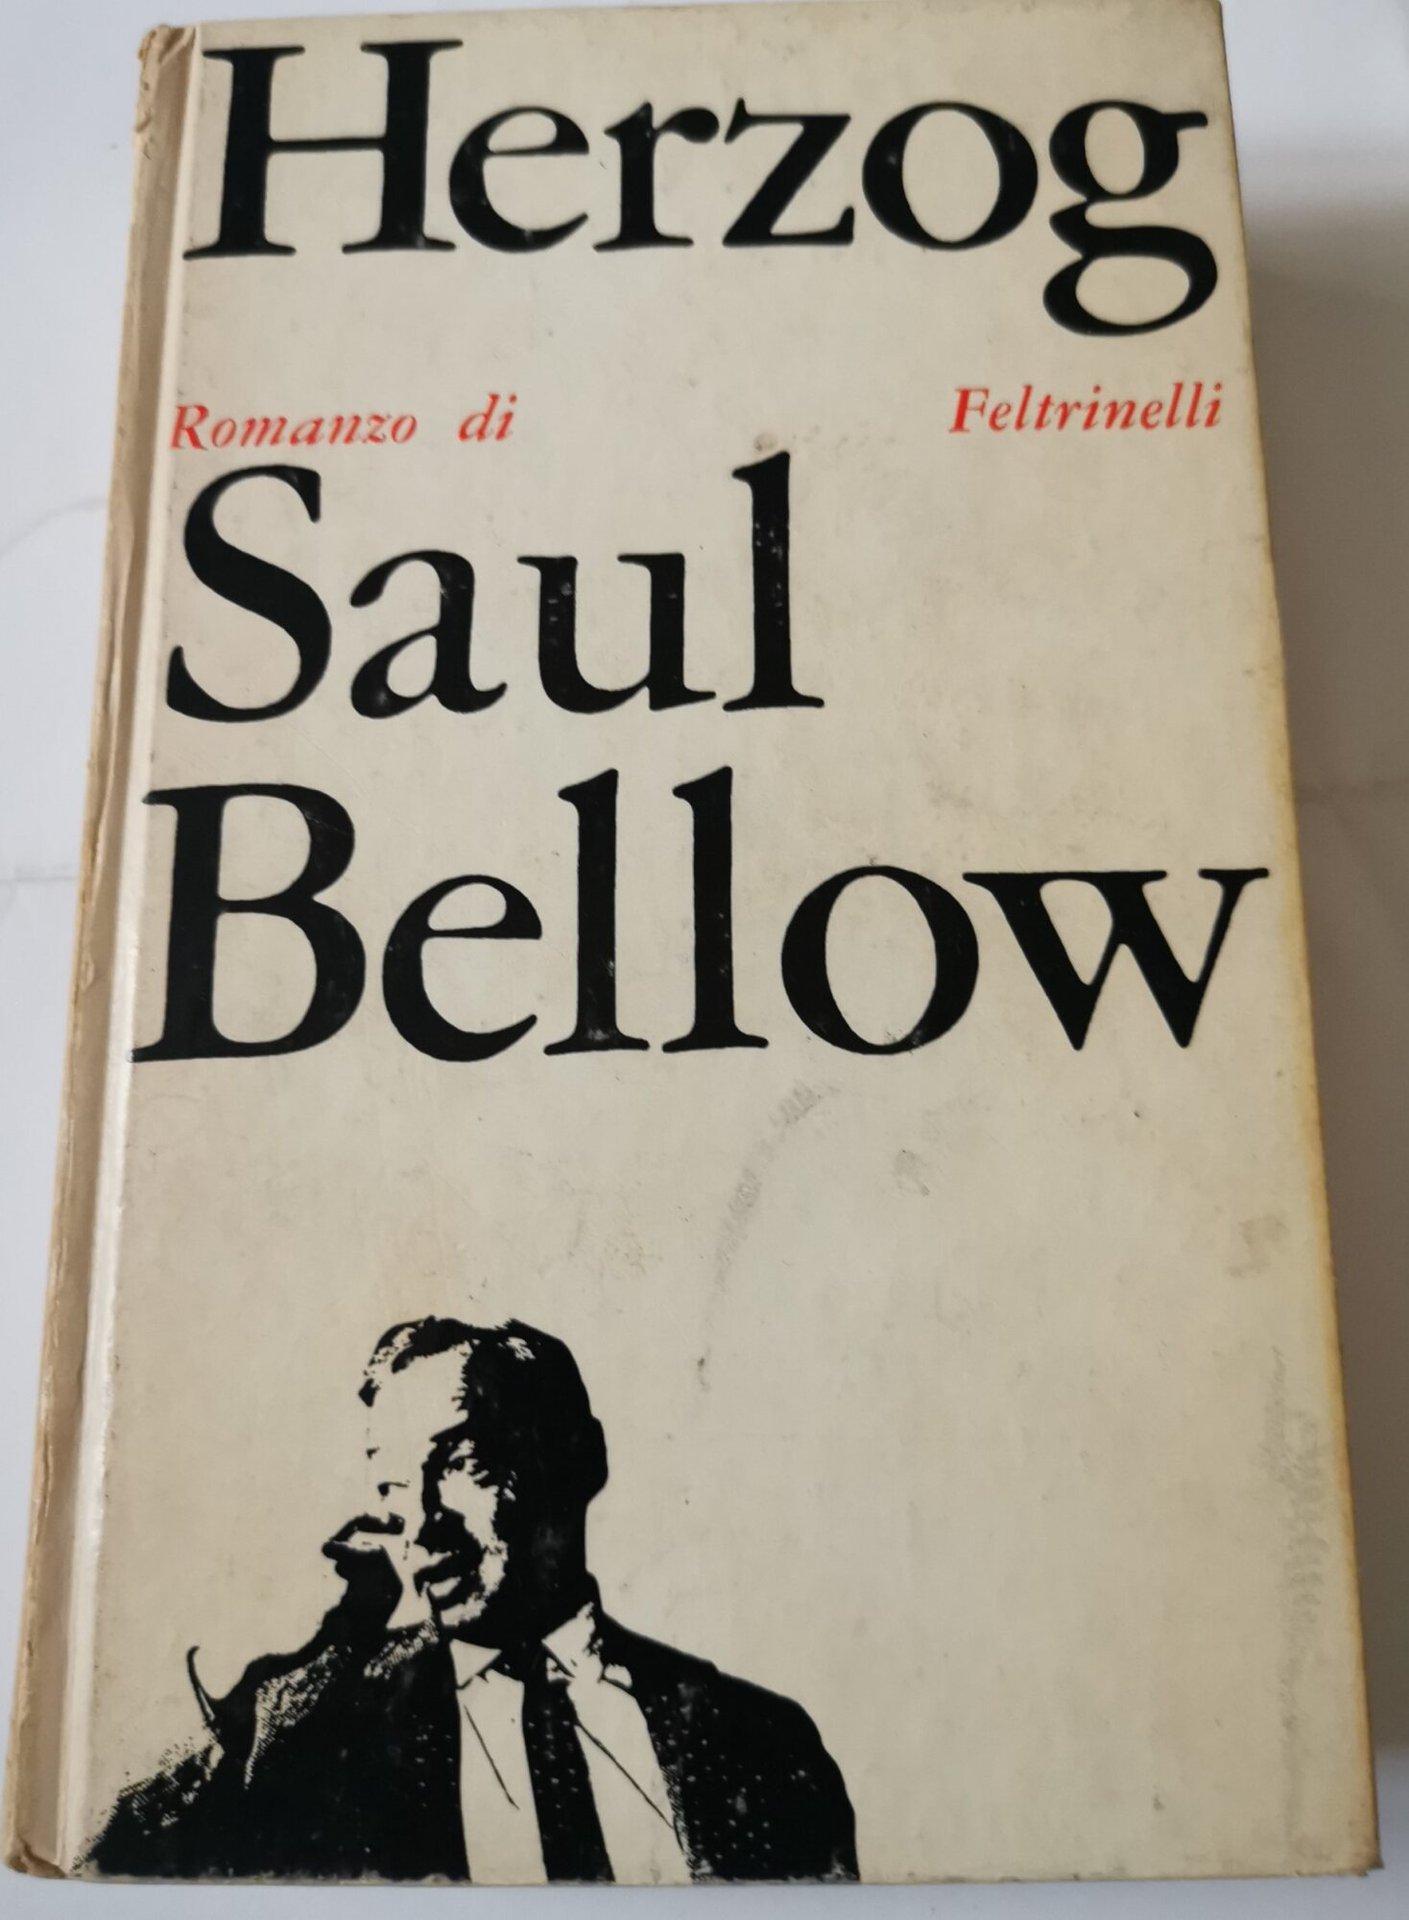 Herzog
Romanzo di Feltrinelli
Saul
Bellow